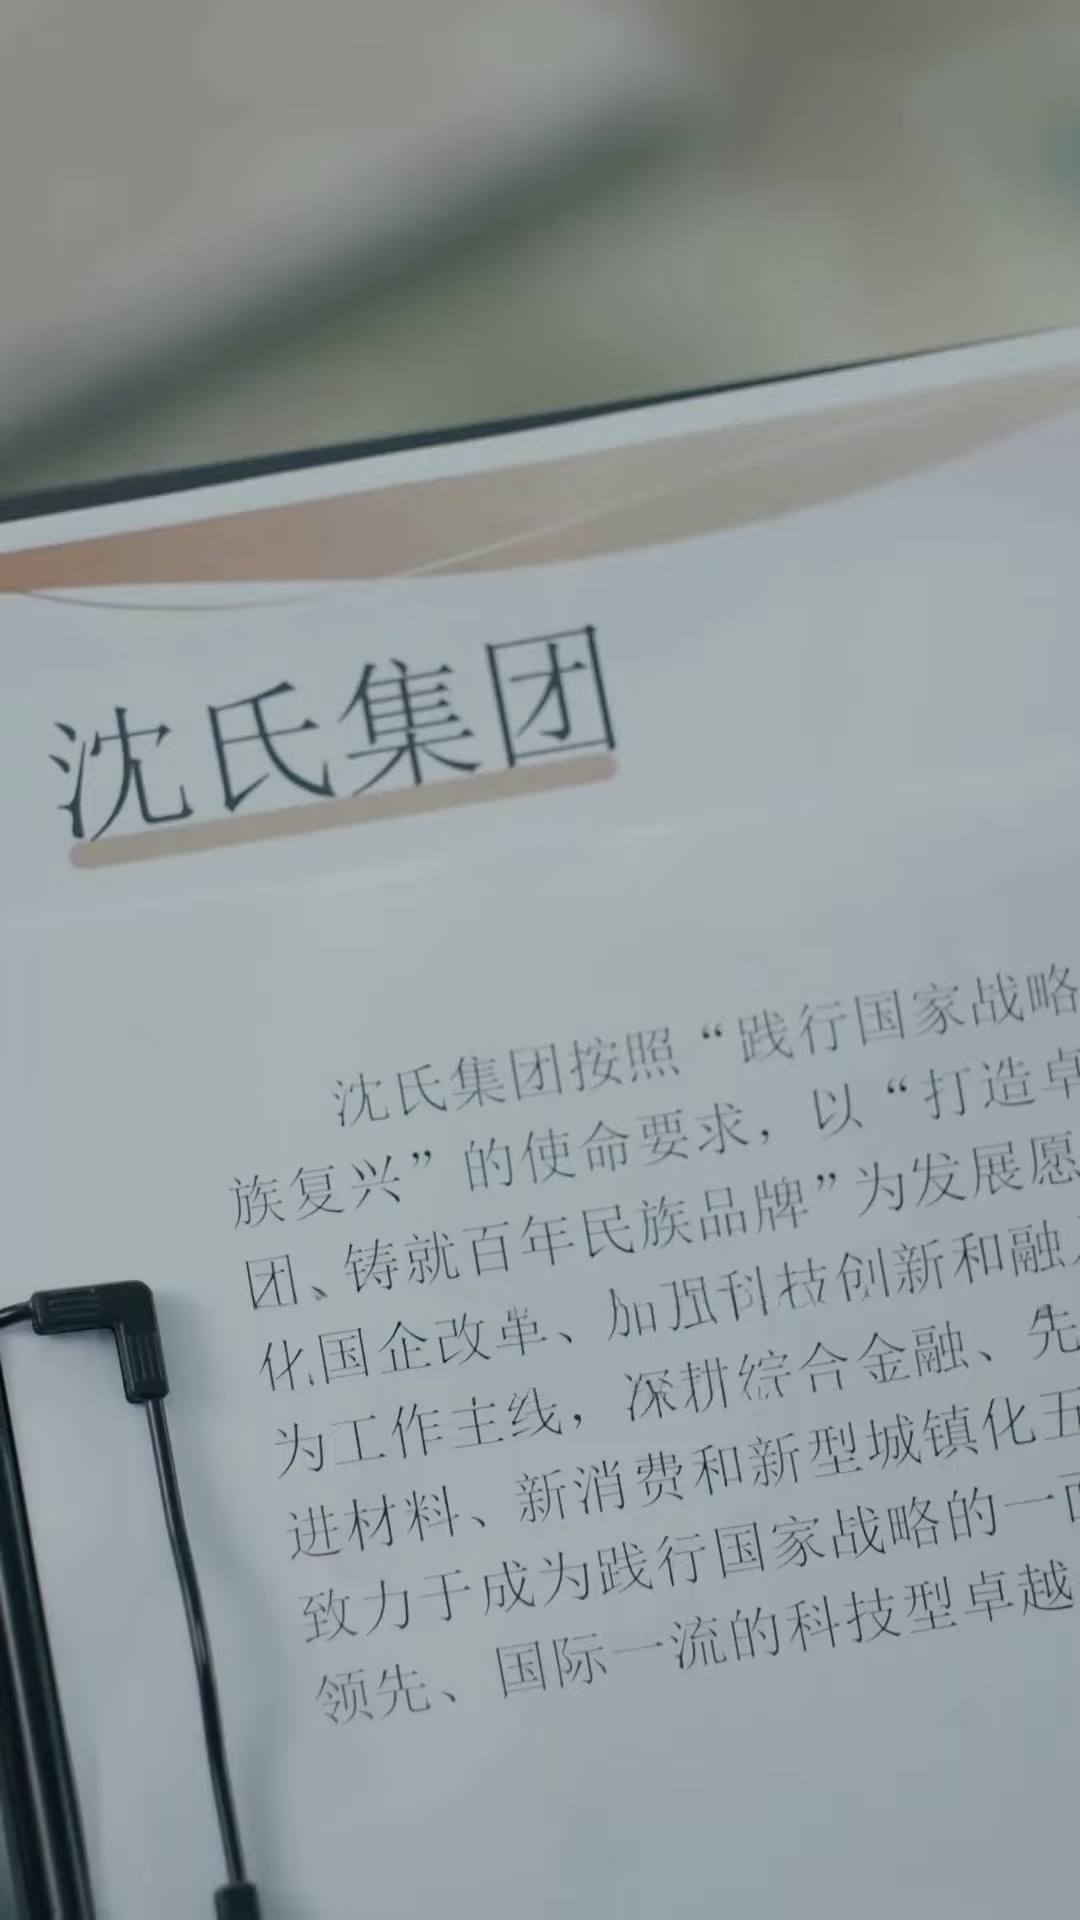 沈氏集团
沈氏集团按照“践行国家战略
族复兴”的使命要求，以“打造卓
团、铸就百年民族品牌”为发展愿
化国企改革、加强科技创新和融
为工作主线，深耕综合金融、先
进材料、新消费和新型城镇化五
致力于成为践行国家战略的一
领先、国际一流的科技型卓越